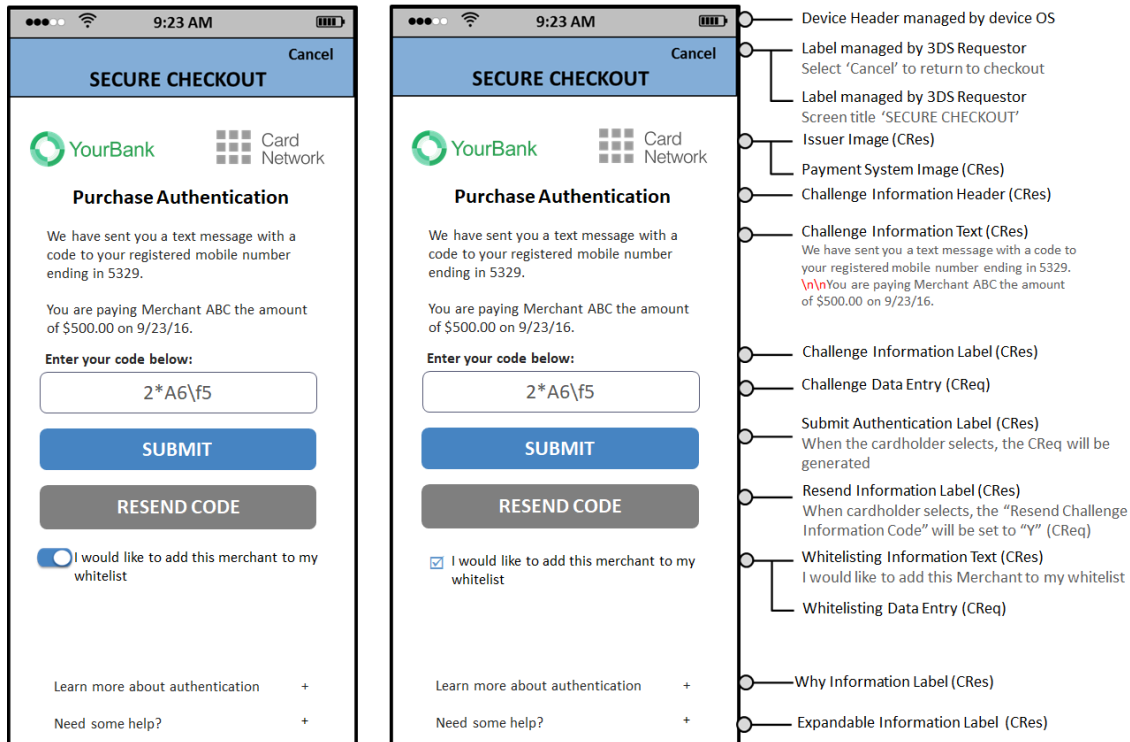 9:23 AM
Cancel
SECURE CHECKOUT
YourBank
Card
Network
Purchase Authentication
We have sent you a text message with a
code to your registered mobile number
ending in 5329.
You are paying Merchant ABC the amount
of $500.00 on 9/23/16.
Enter your code below:
2*A6\f5
SUBMIT
RESEND CODE
I would like to add this merchant to my
whitelist
Learn more about authentication +
Need some help? +
9:23 AM
Cancel
SECURE CHECKOUT
YourBank
Card
Network
Purchase Authentication
We have sent you a text message with a
code to your registered mobile number
ending in 5329.
You are paying Merchant ABC the amount
of $500.00 on 9/23/16.
Enter your code below:
2*A6\f5
SUBMIT
RESEND CODE
I would like to add this merchant to my
whitelist
Learn more about authentication +
Need some help? +
Device Header managed by device OS
Label managed by 3DS Requestor
Select ‘Cancel’ to return to checkout
Label managed by 3DS Requestor
Screen title ‘SECURE CHECKOUT’
Issuer Image (CRes)
Payment System Image (CRes)
Challenge Information Header (CRes)
Challenge Information Text (CRes)
We have sent you a text message with a code to
your registered mobile number ending in 5329.
\n\nYou are paying Merchant ABC the amount
of $500.00 on 9/23/16.
Challenge Information Label (CRes)
Challenge Data Entry (CReq)
Submit Authentication Label (CRes)
When the cardholder selects, the CReq will be
generated
Resend Information Label (CRes)
When cardholder selects, the “Resend Challenge
Information Code” will be set to “Y” (CReq)
Whitelisting Information Text (CRes)
I would like to add this Merchant to my whitelist
Whitelisting Data Entry (CReq)
Why Information Label (CRes)
Expandable Information Label (CRes)